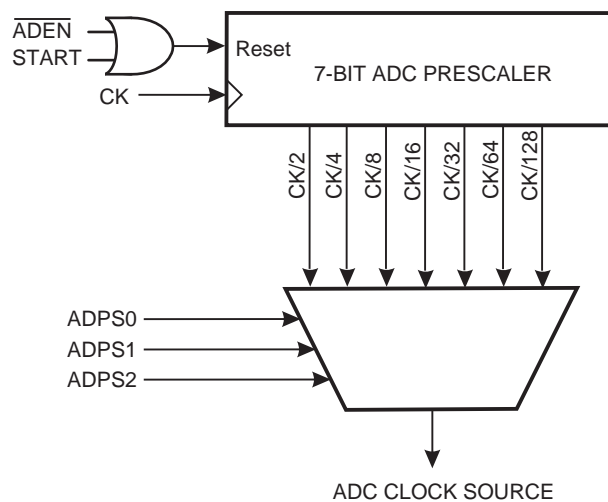 ADEN
START
Reset
7-BIT ADC PRESCALER
CK
CK/2
CK/4
CK/8
CK/16
CK/32
CK/64
CK/128
ADPS0
ADPS1
ADPS2
ADC CLOCK SOURCE